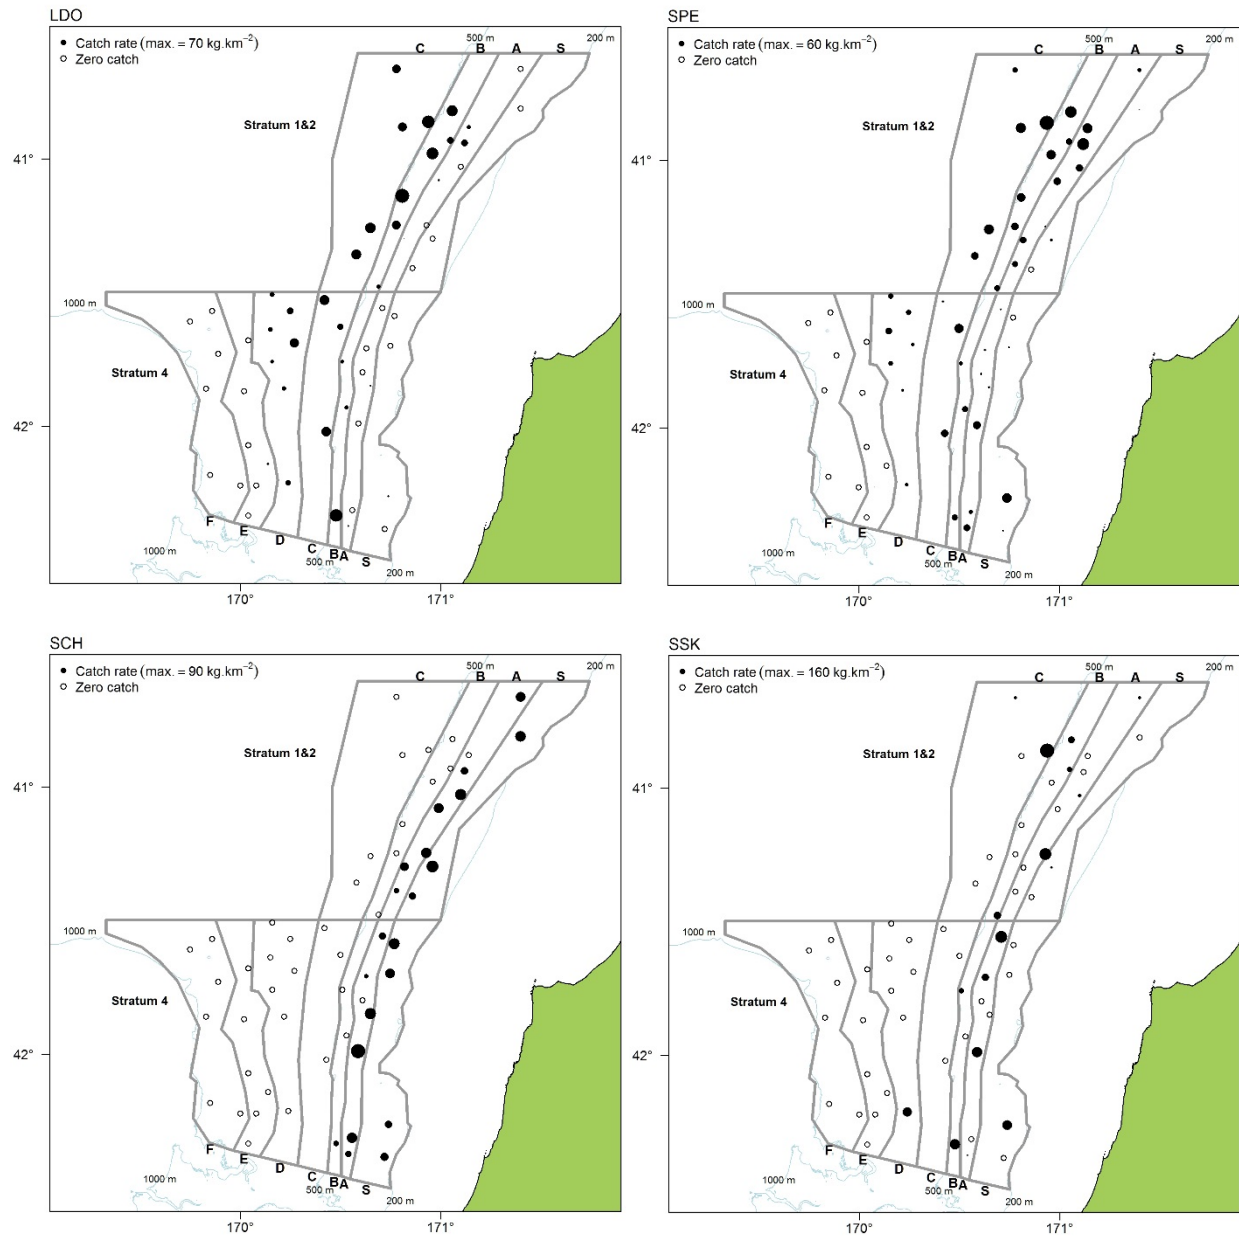 LDO
Catch rate (max. = 70 kg.km⁻²)
Zero catch
500 m
200 m
C B A S
Stratum 1&2
41°
1000 m
Stratum 4
42°
F E D C B A S
1000 m
500 m
200 m
170° 171°
SPE
Catch rate (max. = 60 kg.km⁻²)
Zero catch
500 m
200 m
C B A S
Stratum 1&2
41°
1000 m
Stratum 4
42°
F E D C B A S
1000 m
500 m
200 m
170° 171°
SCH
Catch rate (max. = 90 kg.km⁻²)
Zero catch
500 m
200 m
C B A S
Stratum 1&2
41°
1000 m
Stratum 4
42°
F E D C B A S
1000 m
500 m
200 m
170° 171°
SSK
Catch rate (max. = 160 kg.km⁻²)
Zero catch
500 m
200 m
C B A S
Stratum 1&2
41°
1000 m
Stratum 4
42°
F E D C B A S
1000 m
500 m
200 m
170° 171°